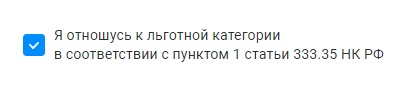 Я отношусь к льготной категории
в соответствии с пунктом 1 статьи 333.35 НК РФ